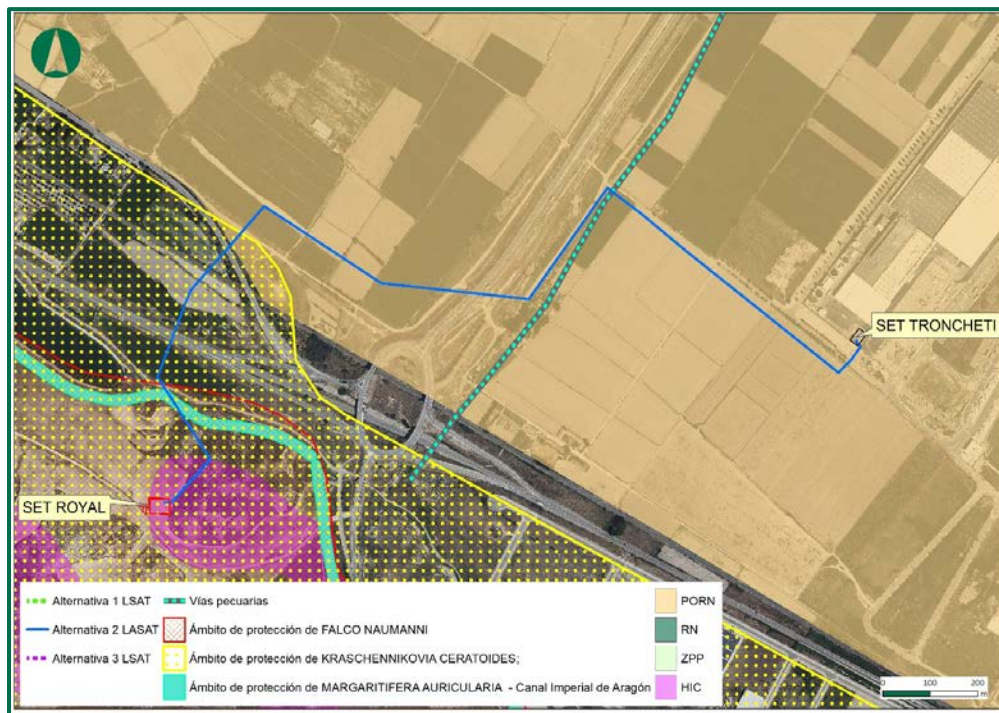 SET TRONCHETI
SET ROYAL
Alternativa 1 LSAT
Alternativa 2 LASAT
Alternativa 3 LSAT
Vías pecuarias
Ámbito de protección de FALCO NAUMANNI
Ámbito de protección de KRASCHENNIKOVIA CERATOIDES;
Ámbito de protección de MARGARITIFERA AURICULARIA - Canal Imperial de Aragón
PORN
RN
ZPP
HIC
0 100 200
m